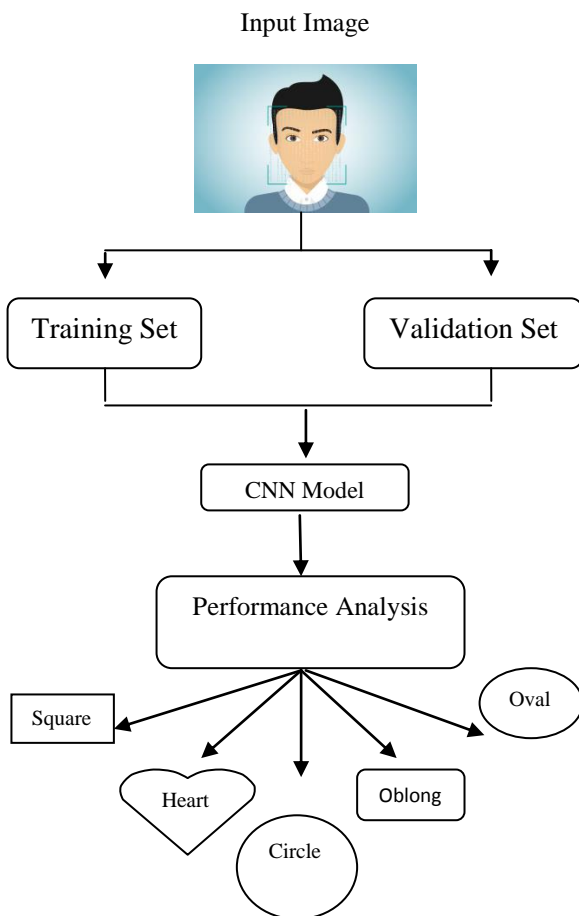 Input Image
Training Set
Validation Set
CNN Model
Performance Analysis
Square
Heart
Circle
Oblong
Oval